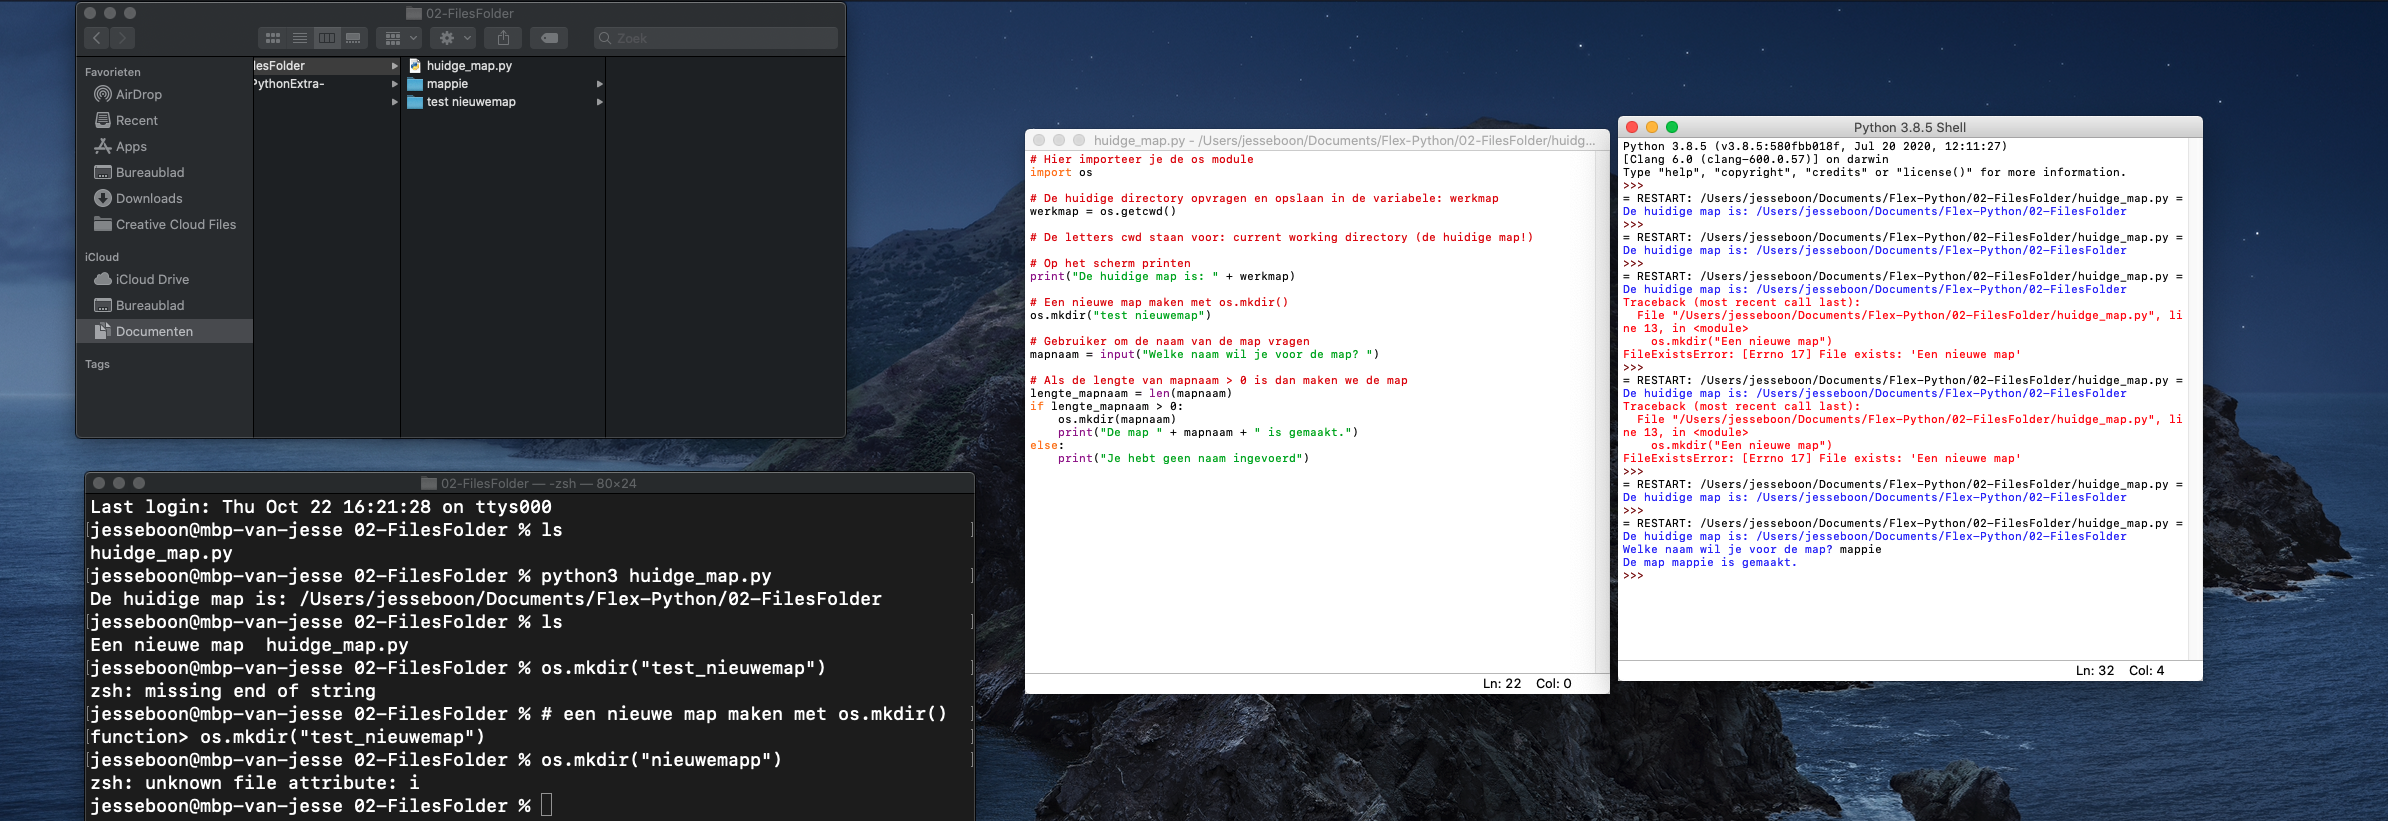 02-FilesFolder
Zoek
Favorieten
AirDrop
Recent
Apps
Bureaublad
Downloads
Creative Cloud Files
iCloud
iCloud Drive
Bureaublad
Documenten
Tags
lesFolder
PythonExtra-
huidge_map.py
mappie
test nieuwemap
02-FilesFolder — -zsh — 80×24
Last login: Thu Oct 22 16:21:28 on ttys000
[jesseboon@mbp-van-jesse 02-FilesFolder % ls ]
huidge_map.py
[jesseboon@mbp-van-jesse 02-FilesFolder % python3 huidge_map.py ]
De huidige map is: /Users/jesseboon/Documents/Flex-Python/02-FilesFolder
[jesseboon@mbp-van-jesse 02-FilesFolder % ls ]
Een nieuwe map  huidge_map.py
[jesseboon@mbp-van-jesse 02-FilesFolder % os.mkdir("test_nieuwemap") ]
zsh: missing end of string
[jesseboon@mbp-van-jesse 02-FilesFolder % # een nieuwe map maken met os.mkdir() ]
[function> os.mkdir("test_nieuwemap") ]
[jesseboon@mbp-van-jesse 02-FilesFolder % os.mkdir("nieuwemapp") ]
zsh: unknown file attribute: i
jesseboon@mbp-van-jesse 02-FilesFolder %
huidge_map.py - /Users/jesseboon/Documents/Flex-Python/02-FilesFolder/huidg...
# Hier importeer je de os module
import os
# De huidige directory opvragen en opslaan in de variabele: werkmap
werkmap = os.getcwd()
# De letters cwd staan voor: current working directory (de huidige map!)
# Op het scherm printen
print("De huidige map is: " + werkmap)
# Een nieuwe map maken met os.mkdir()
os.mkdir("test nieuwemap")
# Gebruiker om de naam van de map vragen
mapnaam = input("Welke naam wil je voor de map? ")
# Als de lengte van mapnaam > 0 is dan maken we de map
lengte_mapnaam = len(mapnaam)
if lengte_mapnaam > 0:
    os.mkdir(mapnaam)
    print("De map " + mapnaam + " is gemaakt.")
else:
    print("Je hebt geen naam ingevoerd")
Ln: 22 Col: 0
Python 3.8.5 Shell
Python 3.8.5 (v3.8.5:580fbb018f, Jul 20 2020, 12:11:27)
[Clang 6.0 (clang-600.0.57)] on darwin
Type "help", "copyright", "credits" or "license()" for more information.
>>>
= RESTART: /Users/jesseboon/Documents/Flex-Python/02-FilesFolder/huidge_map.py =
De huidige map is: /Users/jesseboon/Documents/Flex-Python/02-FilesFolder
>>>
= RESTART: /Users/jesseboon/Documents/Flex-Python/02-FilesFolder/huidge_map.py =
De huidige map is: /Users/jesseboon/Documents/Flex-Python/02-FilesFolder
>>>
= RESTART: /Users/jesseboon/Documents/Flex-Python/02-FilesFolder/huidge_map.py =
De huidige map is: /Users/jesseboon/Documents/Flex-Python/02-FilesFolder
Traceback (most recent call last):
  File "/Users/jesseboon/Documents/Flex-Python/02-FilesFolder/huidge_map.py", li
ne 13, in <module>
    os.mkdir("Een nieuwe map")
FileExistsError: [Errno 17] File exists: 'Een nieuwe map'
>>>
= RESTART: /Users/jesseboon/Documents/Flex-Python/02-FilesFolder/huidge_map.py =
De huidige map is: /Users/jesseboon/Documents/Flex-Python/02-FilesFolder
Traceback (most recent call last):
  File "/Users/jesseboon/Documents/Flex-Python/02-FilesFolder/huidge_map.py", li
ne 13, in <module>
    os.mkdir("Een nieuwe map")
FileExistsError: [Errno 17] File exists: 'Een nieuwe map'
>>>
= RESTART: /Users/jesseboon/Documents/Flex-Python/02-FilesFolder/huidge_map.py =
De huidige map is: /Users/jesseboon/Documents/Flex-Python/02-FilesFolder
>>>
= RESTART: /Users/jesseboon/Documents/Flex-Python/02-FilesFolder/huidge_map.py =
De huidige map is: /Users/jesseboon/Documents/Flex-Python/02-FilesFolder
Welke naam wil je voor de map? mappie
De map mappie is gemaakt.
>>>
Ln: 32 Col: 4